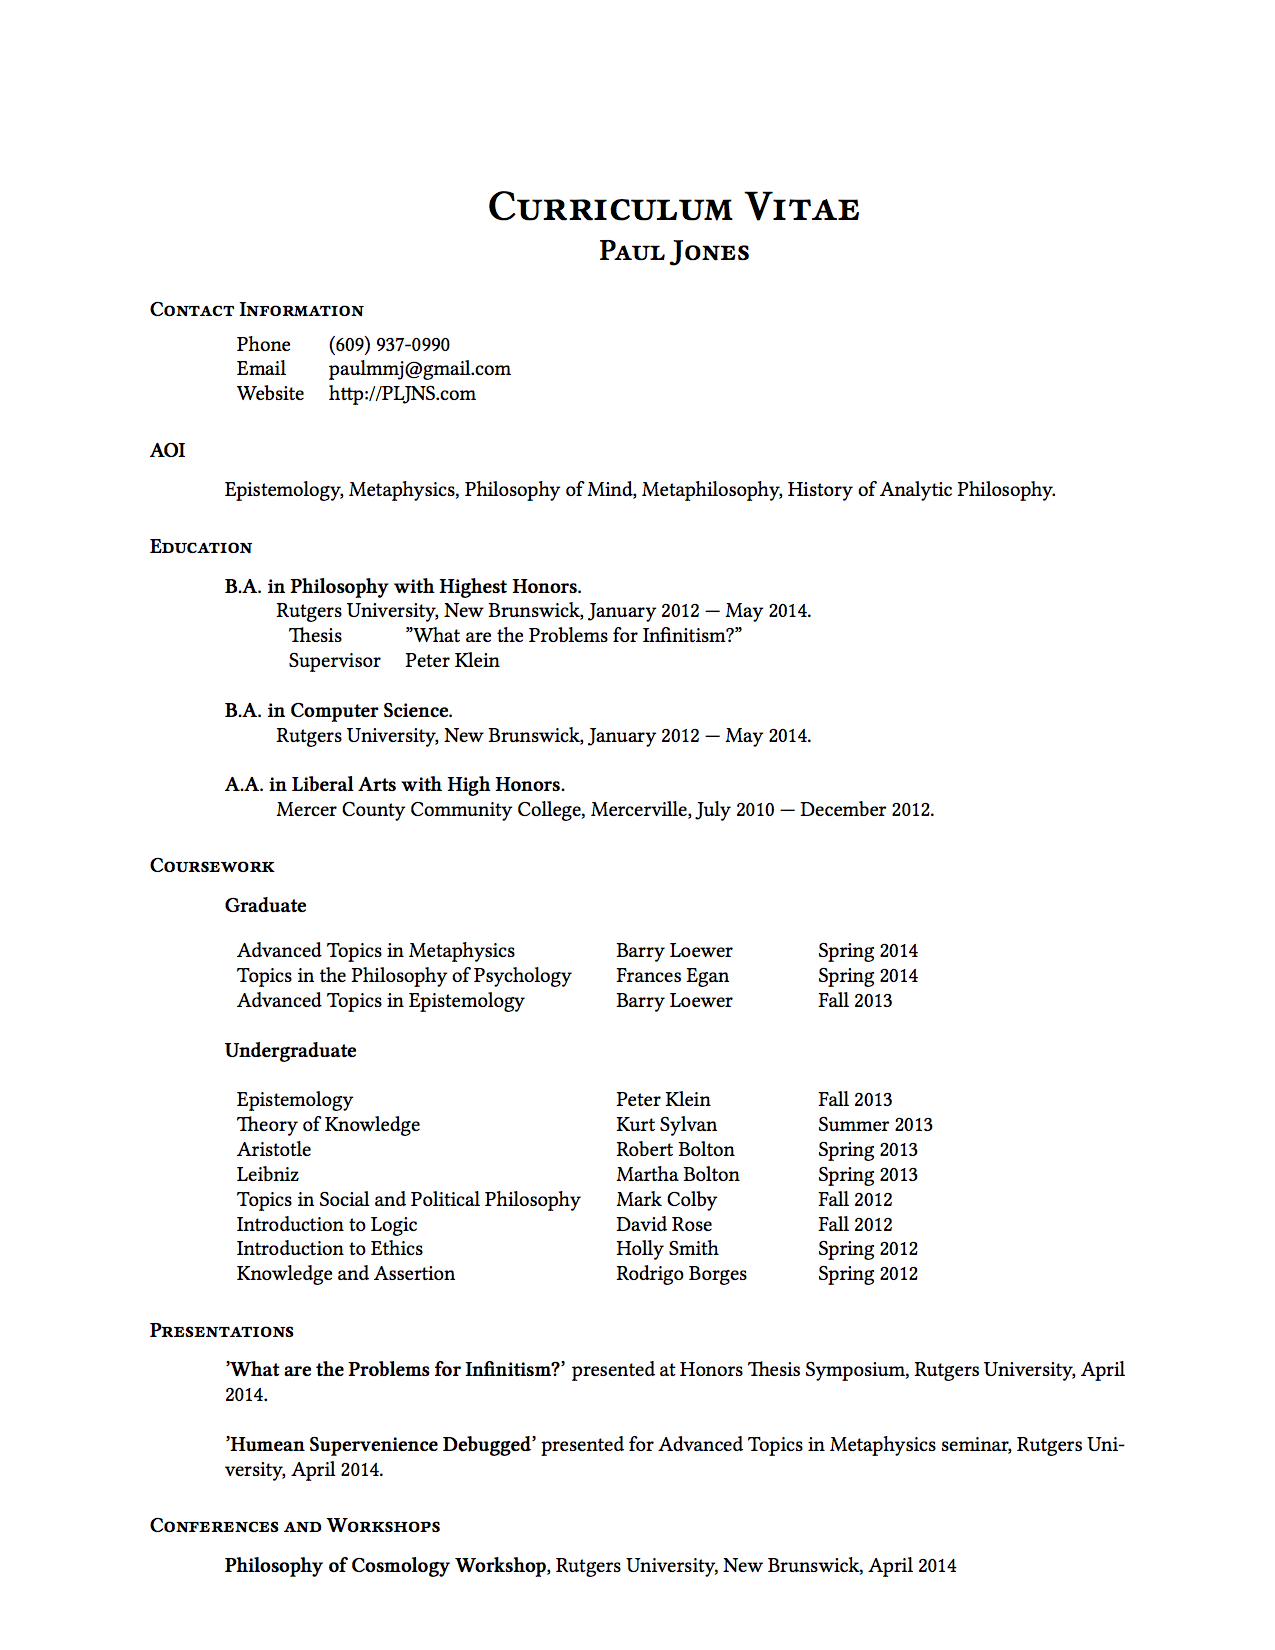 Curriculum Vitae
Paul Jones
Contact Information
Phone (609) 937-0990
Email paulmmj@gmail.com
Website http://PLJNS.com
AOI
Epistemology, Metaphysics, Philosophy of Mind, Metaphilosophy, History of Analytic Philosophy.
Education
B.A. in Philosophy with Highest Honors.
Rutgers University, New Brunswick, January 2012 — May 2014.
Thesis ”What are the Problems for Infinitism?”
Supervisor Peter Klein
B.A. in Computer Science.
Rutgers University, New Brunswick, January 2012 — May 2014.
A.A. in Liberal Arts with High Honors.
Mercer County Community College, Mercerville, July 2010 — December 2012.
Coursework
Graduate
Advanced Topics in Metaphysics Barry Loewer Spring 2014
Topics in the Philosophy of Psychology Frances Egan Spring 2014
Advanced Topics in Epistemology Barry Loewer Fall 2013
Undergraduate
Epistemology Peter Klein Fall 2013
Theory of Knowledge Kurt Sylvan Summer 2013
Aristotle Robert Bolton Spring 2013
Leibniz Martha Bolton Spring 2013
Topics in Social and Political Philosophy Mark Colby Fall 2012
Introduction to Logic David Rose Fall 2012
Introduction to Ethics Holly Smith Spring 2012
Knowledge and Assertion Rodrigo Borges Spring 2012
Presentations
’What are the Problems for Infinitism?’ presented at Honors Thesis Symposium, Rutgers University, April
2014.
’Humean Supervenience Debugged’ presented for Advanced Topics in Metaphysics seminar, Rutgers Uni-
versity, April 2014.
Conferences and Workshops
Philosophy of Cosmology Workshop, Rutgers University, New Brunswick, April 2014